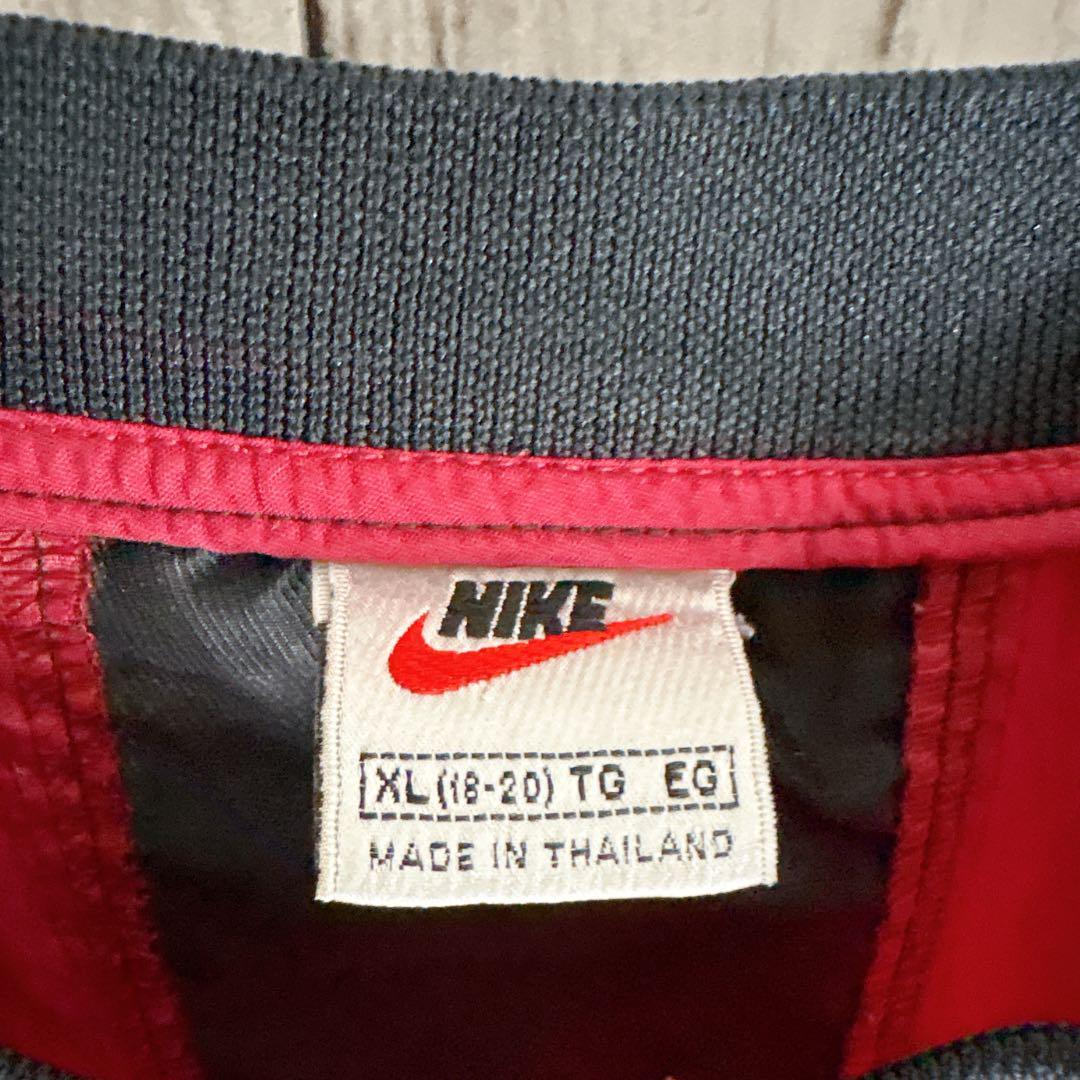 NIKE
XL (18-20) TG EG
MADE IN THAILAND